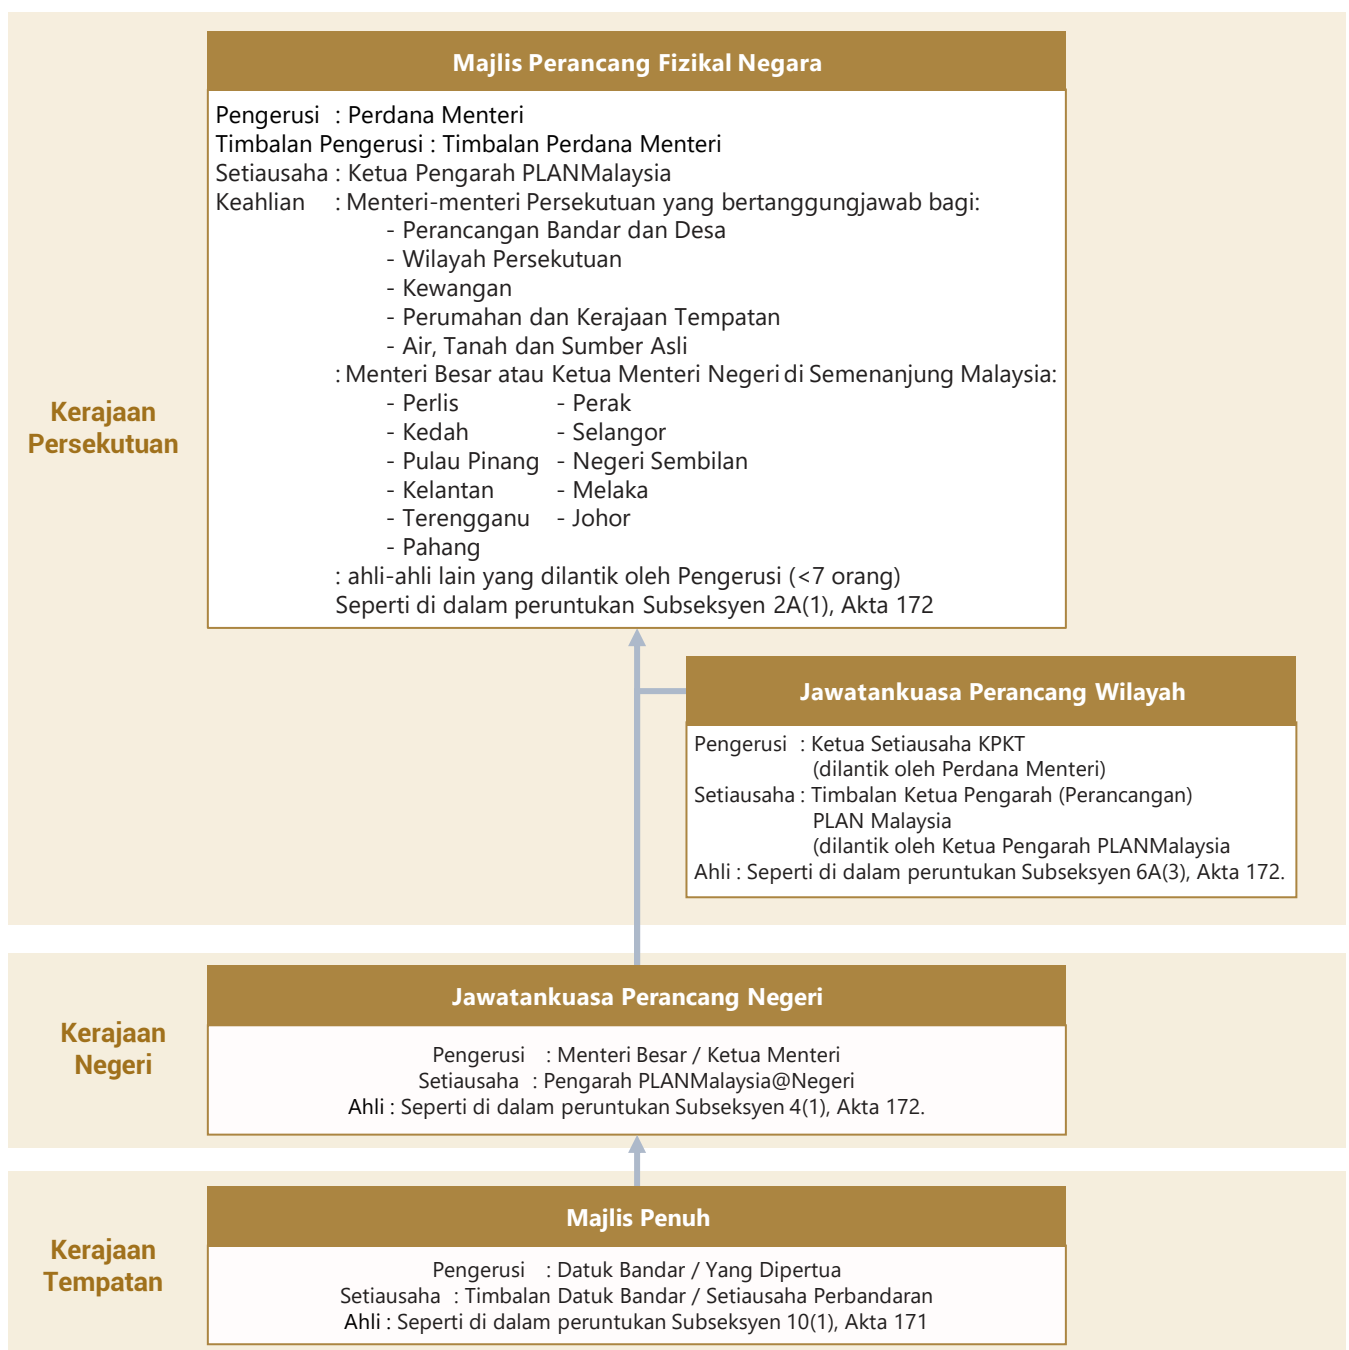 Majlis Perancang Fizikal Negara
Pengerusi : Perdana Menteri
Timbalan Pengerusi : Timbalan Perdana Menteri
Setiausaha : Ketua Pengarah PLANMalaysia
Keahlian : Menteri-menteri Persekutuan yang bertanggungjawab bagi:
- Perancangan Bandar dan Desa
- Wilayah Persekutuan
- Kewangan
- Perumahan dan Kerajaan Tempatan
- Air, Tanah dan Sumber Asli
: Menteri Besar atau Ketua Menteri Negeri di Semenanjung Malaysia:
- Perlis - Perak
- Kedah - Selangor
- Pulau Pinang - Negeri Sembilan
- Kelantan - Melaka
- Terengganu - Johor
- Pahang
: ahli-ahli lain yang dilantik oleh Pengerusi (<7 orang)
Seperti di dalam peruntukan Subseksyen 2A(1), Akta 172
Kerajaan
Persekutuan
Jawatankuasa Perancang Wilayah
Pengerusi : Ketua Setiausaha KPKT
(dilantik oleh Perdana Menteri)
Setiausaha : Timbalan Ketua Pengarah (Perancangan)
PLAN Malaysia
(dilantik oleh Ketua Pengarah PLANMalaysia
Ahli : Seperti di dalam peruntukan Subseksyen 6A(3), Akta 172.
Kerajaan
Negeri
Jawatankuasa Perancang Negeri
Pengerusi : Menteri Besar / Ketua Menteri
Setiausaha : Pengarah PLANMalaysia@Negeri
Ahli : Seperti di dalam peruntukan Subseksyen 4(1), Akta 172.
Kerajaan
Tempatan
Majlis Penuh
Pengerusi : Datuk Bandar / Yang Dipertua
Setiausaha : Timbalan Datuk Bandar / Setiausaha Perbandaran
Ahli : Seperti di dalam peruntukan Subseksyen 10(1), Akta 171